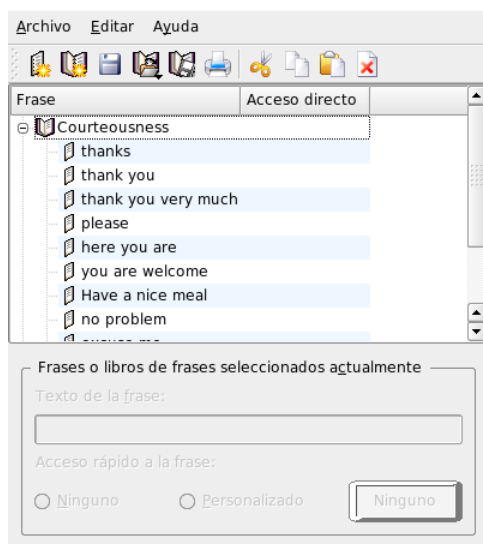 Archivo Editar Ayuda
Frase Acceso directo
Courteousness
thanks
thank you
thank you very much
please
here you are
you are welcome
Have a nice meal
no problem
Frases o libros de frases seleccionados actualmente
Texto de la frase:
Acceso rápido a la frase:
Ninguno Personalizado Ninguno